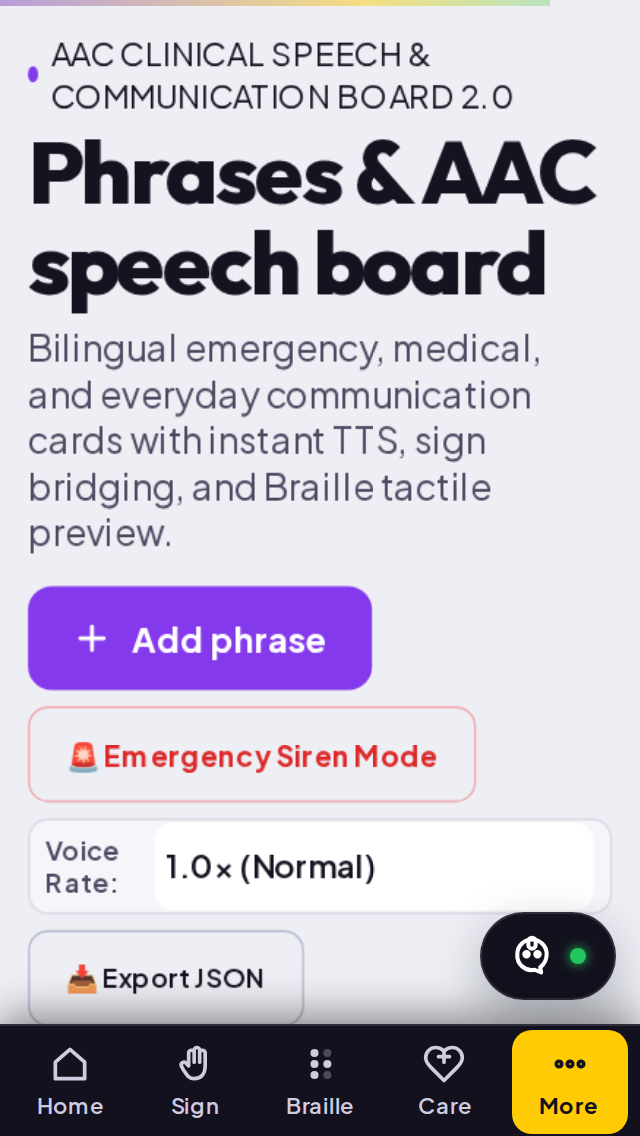 AAC CLINICAL SPEECH &
COMMUNICATION BOARD 2.0
Phrases & AAC
speech board
Bilingual emergency, medical,
and everyday communication
cards with instant TTS, sign
bridging, and Braille tactile
preview.
+ Add phrase
🚨 Emergency Siren Mode
Voice
Rate:
1.0× (Normal)
📥 Export JSON
Home
Sign
Braille
Care
More